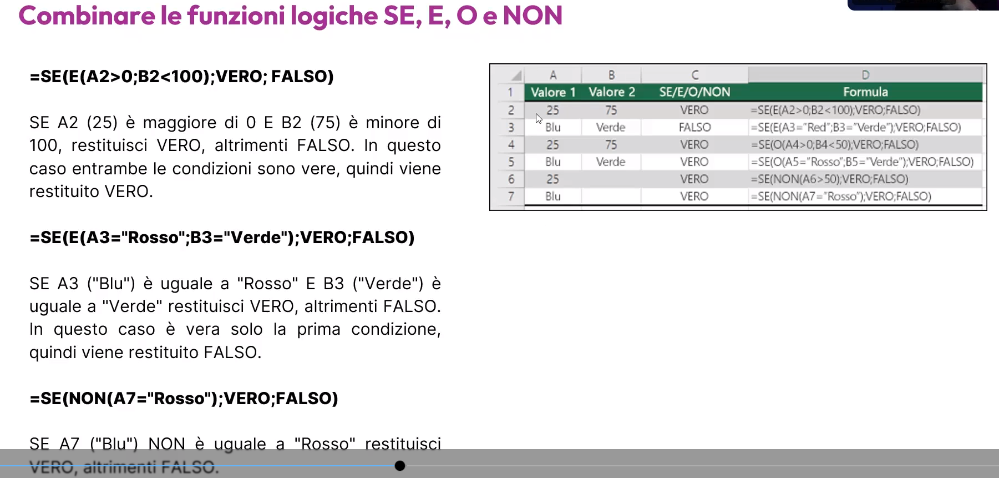 Combinare le funzioni logiche SE, E, O e NON
=SE(E(A2>0;B2<100);VERO; FALSO)
SE A2 (25) è maggiore di 0 E B2 (75) è minore di
100, restituisci VERO, altrimenti FALSO. In questo
caso entrambe le condizioni sono vere, quindi viene
restituito VERO.
=SE(E(A3="Rosso";B3="Verde");VERO;FALSO)
SE A3 ("Blu") è uguale a "Rosso" E B3 ("Verde") è
uguale a "Verde" restituisci VERO, altrimenti FALSO.
In questo caso è vera solo la prima condizione,
quindi viene restituito FALSO.
=SE(NON(A7="Rosso");VERO;FALSO)
SE A7 ("Blu") NON è uguale a "Rosso" restituisci
VERO, altrimenti FALSO.
A B C D
1 Valore 1 Valore 2 SE/E/O/NON Formula
2 25 75 VERO =SE(E(A2>0;B2<100);VERO;FALSO)
3 Blu Verde FALSO =SE(E(A3="Red";B3="Verde");VERO;FALSO)
4 25 75 VERO =SE(O(A4>0;B4<50);VERO;FALSO)
5 Blu Verde VERO =SE(O(A5="Rosso";B5="Verde");VERO;FALSO)
6 25 VERO =SE(NON(A6>50);VERO;FALSO)
7 Blu VERO =SE(NON(A7="Rosso");VERO;FALSO)